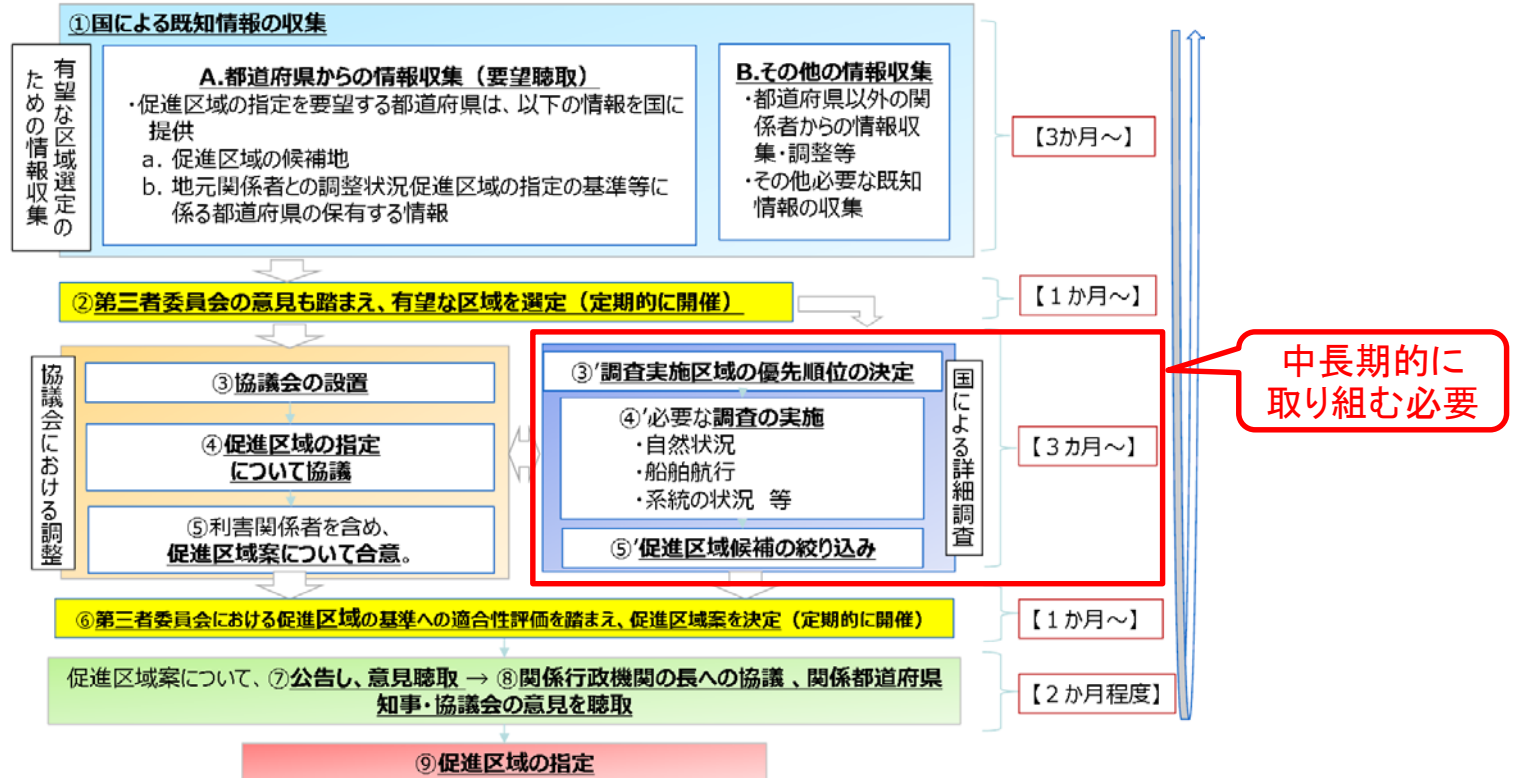 ①国による既知情報の収集
有望な区域選定の
ための情報収集
A.都道府県からの情報収集（要望聴取）
・促進区域の指定を要望する都道府県は、以下の情報を国に
提供
a. 促進区域の候補地
b. 地元関係者との調整状況促進区域の指定の基準等に
係る都道府県の保有する情報
B.その他の情報収集
・都道府県以外の関
係者からの情報収
集・調整等
・その他必要な既知
情報の収集
【3か月～】
②第三者委員会の意見も踏まえ、有望な区域を選定（定期的に開催）
【１か月～】
協議会における調整
③協議会の設置
④促進区域の指定
について協議
⑤利害関係者を含め、
促進区域案について合意。
③’調査実施区域の優先順位の決定
④’必要な調査の実施
・自然状況
・船舶航行
・系統の状況 等
⑤’促進区域候補の絞り込み
国による詳細調査
【３カ月～】
中長期的に
取り組む必要
⑥第三者委員会における促進区域の基準への適合性評価を踏まえ、促進区域案を決定（定期的に開催）
【１か月～】
促進区域案について、⑦公告し、意見聴取 → ⑧関係行政機関の長への協議 、関係都道府県
知事・協議会の意見を聴取
【２か月程度】
⑨促進区域の指定